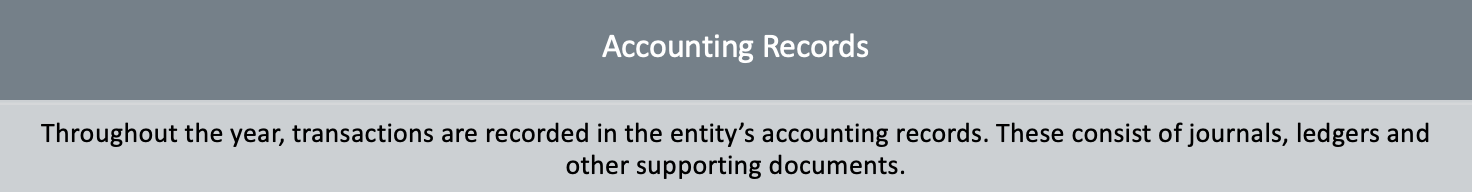 Accounting Records
Throughout the year, transactions are recorded in the entity’s accounting records. These consist of journals, ledgers and
other supporting documents.